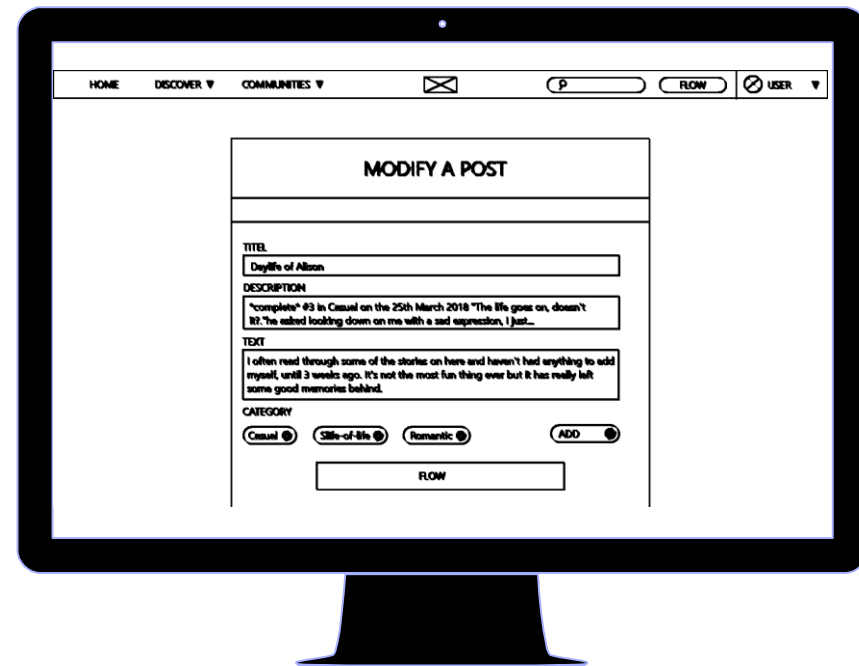 HOME DISCOVER ▼ COMMUNITIES ▼ FLOW USER ▼
MODIFY A POST
TITEL
Daylife of Alison
DESCRIPTION
*complete* #3 in Casual on the 25th March 2018 "The life goes on, doesn't
it?."he asked looking down on me with a sad expression, I just...
TEXT
I often read through some of the stories on here and haven't had anything to add
myself, until 3 weeks ago. It's not the most fun thing ever but it has really left
some good memories behind.
CATEGORY
Casual Slife-of-life Romantic ADD
FLOW